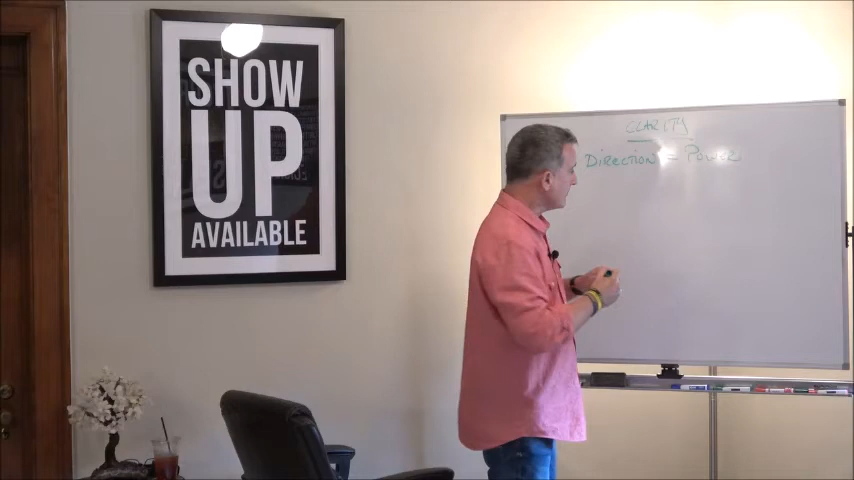 SHOW
UP
AVAILABLE
CLARITY
DIRECTION = POWER